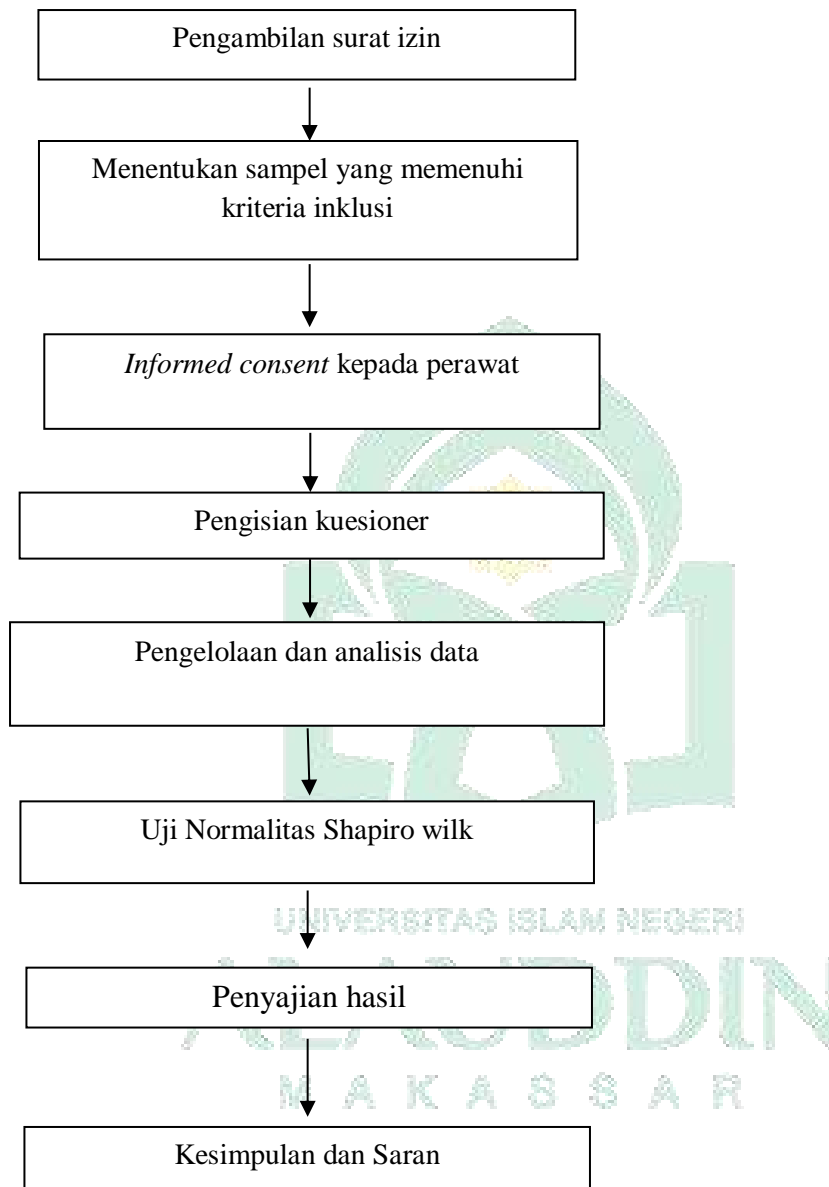 Pengambilan surat izin
Menentukan sampel yang memenuhi
kriteria inklusi
Informed consent kepada perawat
Pengisian kuesioner
Pengelolaan dan analisis data
Uji Normalitas Shapiro wilk
UNIVERSITAS ISLAM NEGERI
Penyajian hasil
ALAUDDIN
MAKASSAR
Kesimpulan dan Saran